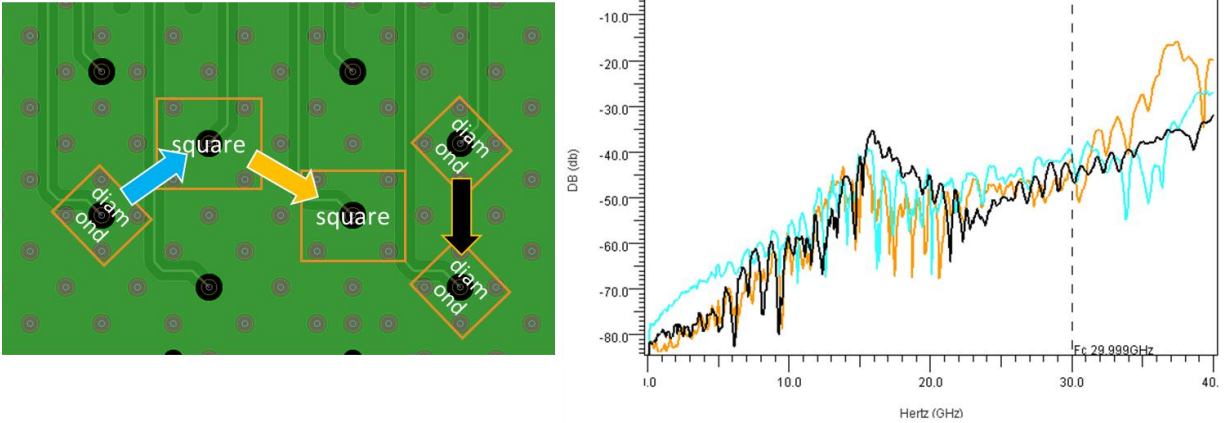 square
square
diam
ond
diam
ond
diam
ond
-10.0
-20.0
-30.0
-40.0
-50.0
-60.0
-70.0
-80.0
DB (db)
Fc 29.999GHz
).0
10.0
20.0
30.0
40.
Hertz (GHz)